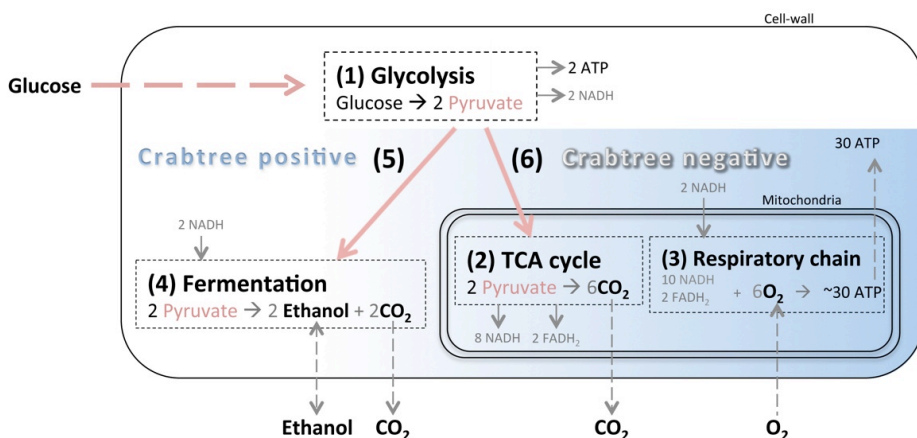 Cell-wall
Glucose
(1) Glycolysis
Glucose → 2 Pyruvate
2 ATP
2 NADH
Crabtree positive
(5)
(6)
Crabtree negative
30 ATP
2 NADH
Mitochondria
2 NADH
(4) Fermentation
2 Pyruvate → 2 Ethanol + 2CO₂
(2) TCA cycle
2 Pyruvate → 6CO₂
8 NADH
2 FADH₂
(3) Respiratory chain
10 NADH
2 FADH₂
+ 6O₂ → ~30 ATP
Ethanol
CO₂
CO₂
O₂